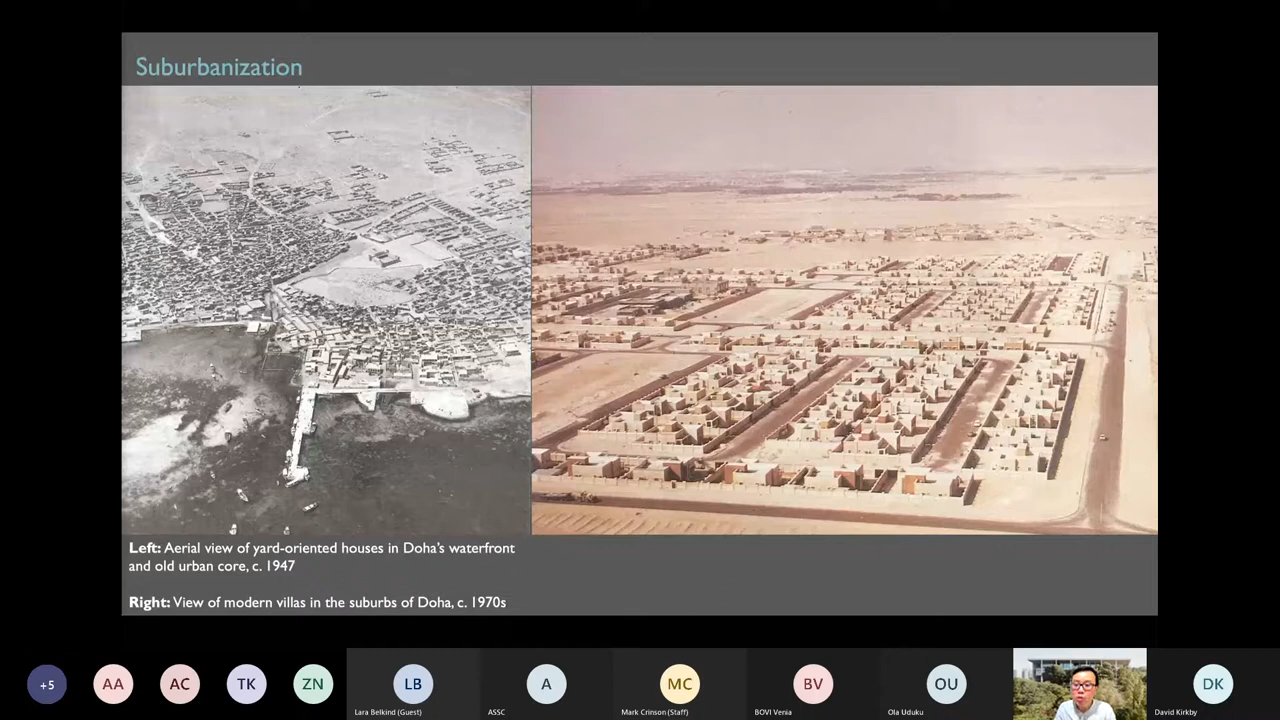 Suburbanization
Left: Aerial view of yard-oriented houses in Doha's waterfront
and old urban core, c. 1947
Right: View of modern villas in the suburbs of Doha, c. 1970s
+5
AA
AC
TK
ZN
LB
A
MC
BV
OU
DK
Lara Belkind (Guest)
ASSC
Mark Crinson (Staff)
BOVI Venia
Ola Uduku
David Kirkby